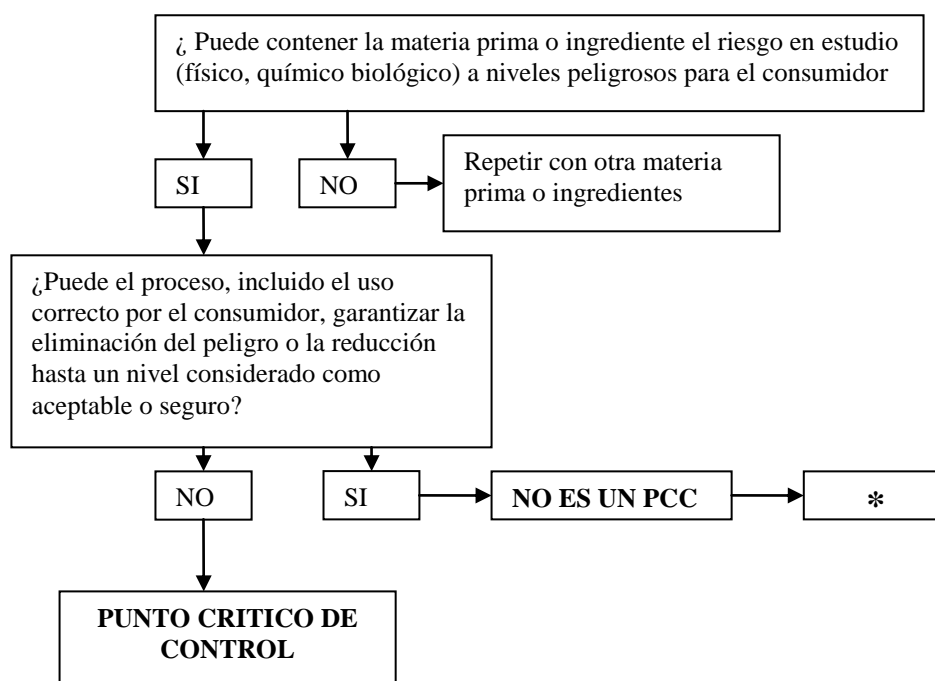 ¿ Puede contener la materia prima o ingrediente el riesgo en estudio
(físico, químico biológico) a niveles peligrosos para el consumidor
SI
NO
Repetir con otra materia
prima o ingredientes
¿Puede el proceso, incluido el uso
correcto por el consumidor, garantizar la
eliminación del peligro o la reducción
hasta un nivel considerado como
aceptable o seguro?
NO
SI
NO ES UN PCC
*
PUNTO CRITICO DE
CONTROL